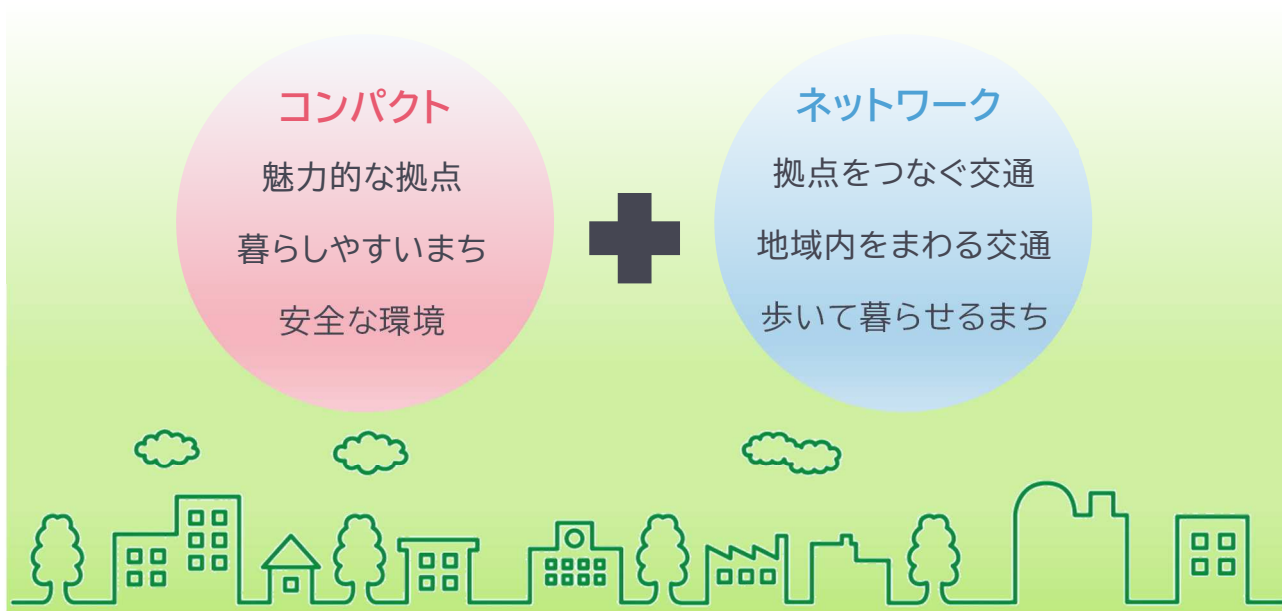 コンパクト
魅力的な拠点
暮らしやすいまち
安全な環境
ネットワーク
拠点をつなぐ交通
地域内をまわる交通
歩いて暮らせるまち